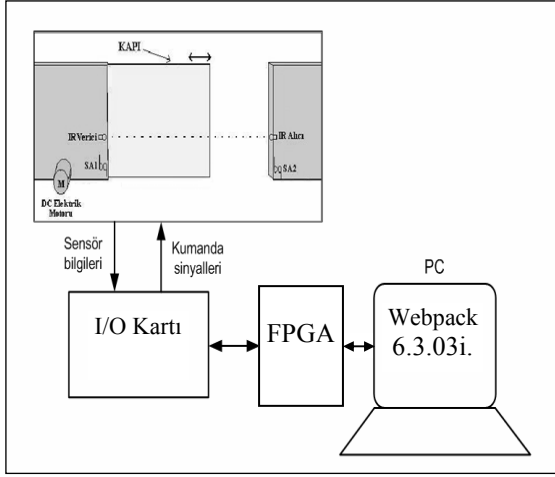 KAPI
IR Verici
IR Alıcı
SA1
SA2
M
DC Elektrik
Motoru
Sensör
bilgileri
Kumanda
sinyalleri
PC
I/O Kartı
FPGA
Webpack
6.3.03i.